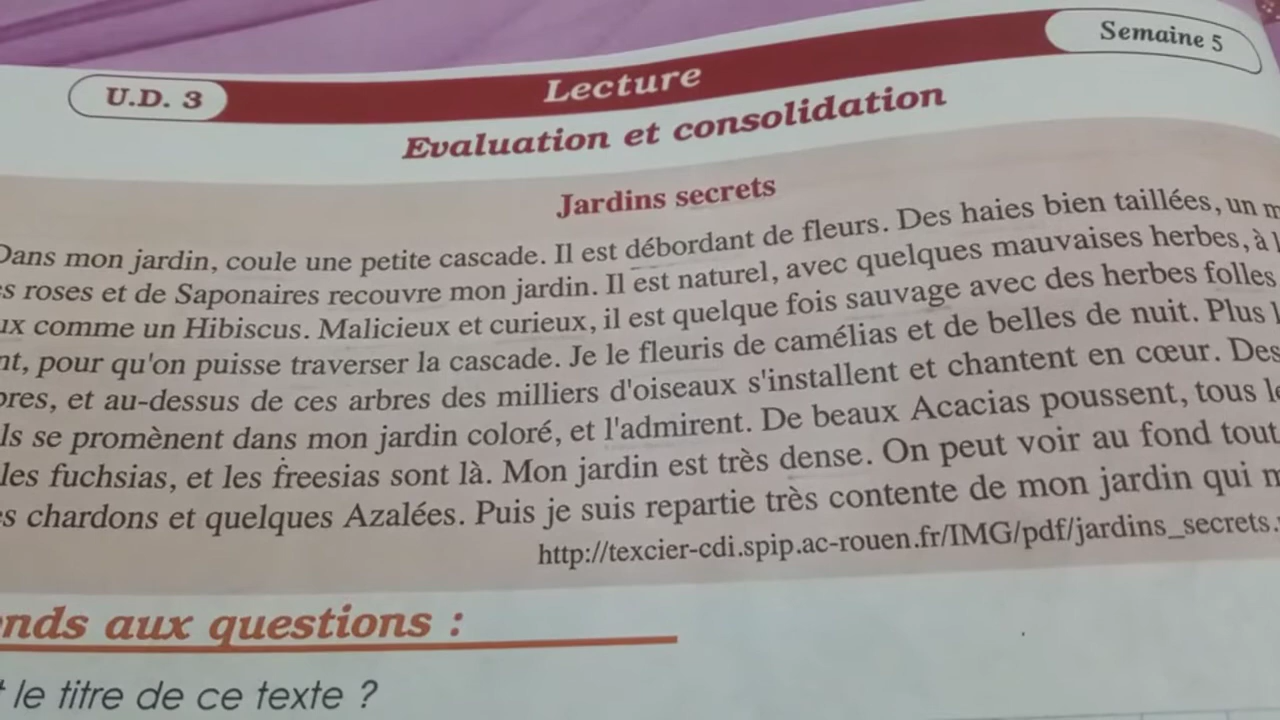 U.D. 3
Lecture
Semaine 5
Evaluation et consolidation
Jardins secrets
Dans mon jardin, coule une petite cascade. Il est débordant de fleurs. Des haies bien taillées, un
roses et de Saponaires recouvre mon jardin. Il est naturel, avec quelques mauvaises herbes, à
comme un Hibiscus. Malicieux et curieux, il est quelque fois sauvage avec des herbes folles
pour qu'on puisse traverser la cascade. Je le fleuris de camélias et de belles de nuit. Plus
et au-dessus de ces arbres des milliers d'oiseaux s'installent et chantent en cœur. Des
se promènent dans mon jardin coloré, et l'admirent. De beaux Acacias poussent, tous
les fuchsias, et les freesias sont là. Mon jardin est très dense. On peut voir au fond tout
chardons et quelques Azalées. Puis je suis repartie très contente de mon jardin qui
http://texcier-cdi.spip.ac-rouen.fr/IMG/pdf/jardins_secrets.
aux questions :
le titre de ce texte ?